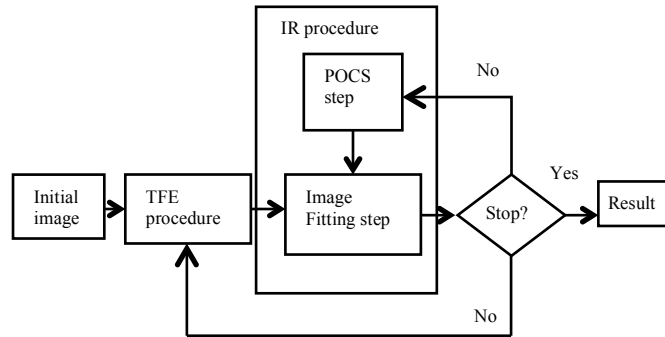 IR procedure
POCS
step
No
Initial
image
TFE
procedure
Image
Fitting step
Stop?
Yes
Result
No